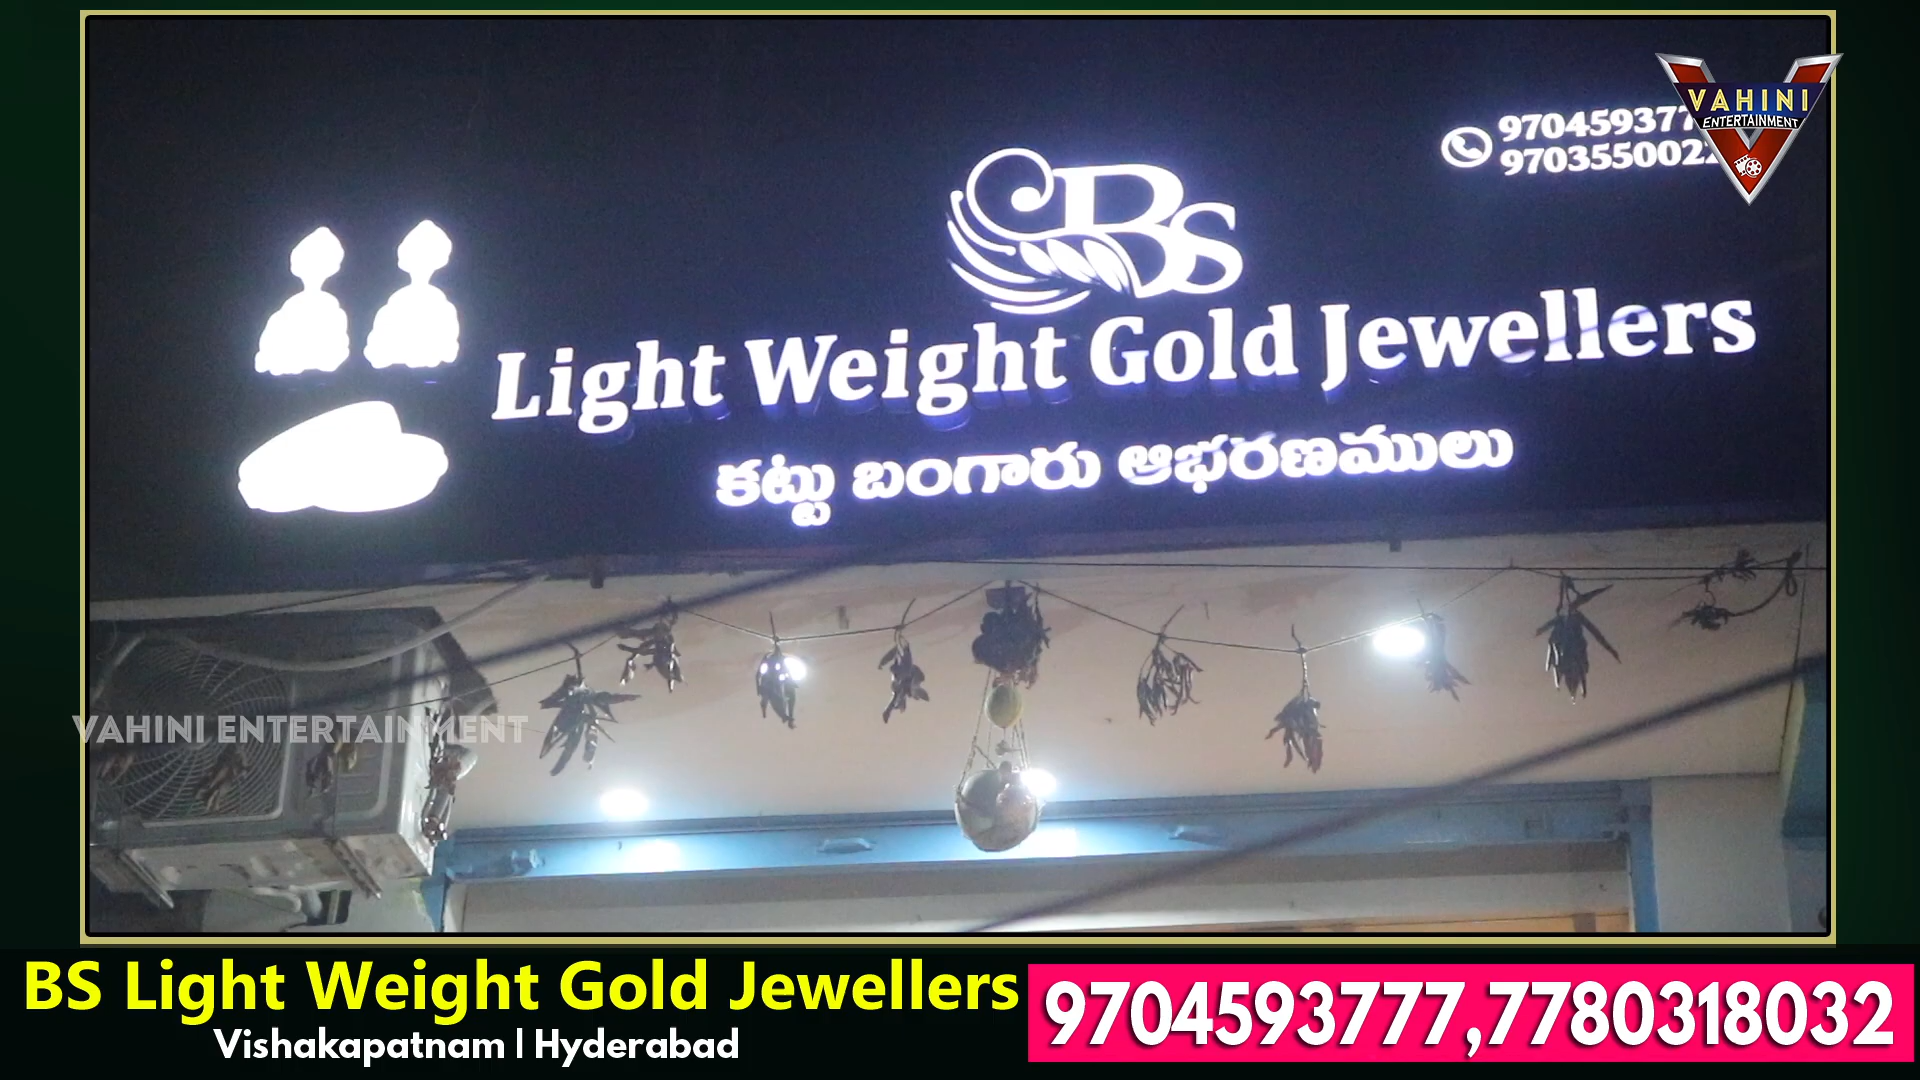 VAHINI
ENTERTAINMENT
BS
Light Weight Gold Jewellers
కట్టు బంగారు ఆభరణములు
VAHINI ENTERTAINMENT
BS Light Weight Gold Jewellers
Vishakapatnam | Hyderabad
9704593777,7780318032